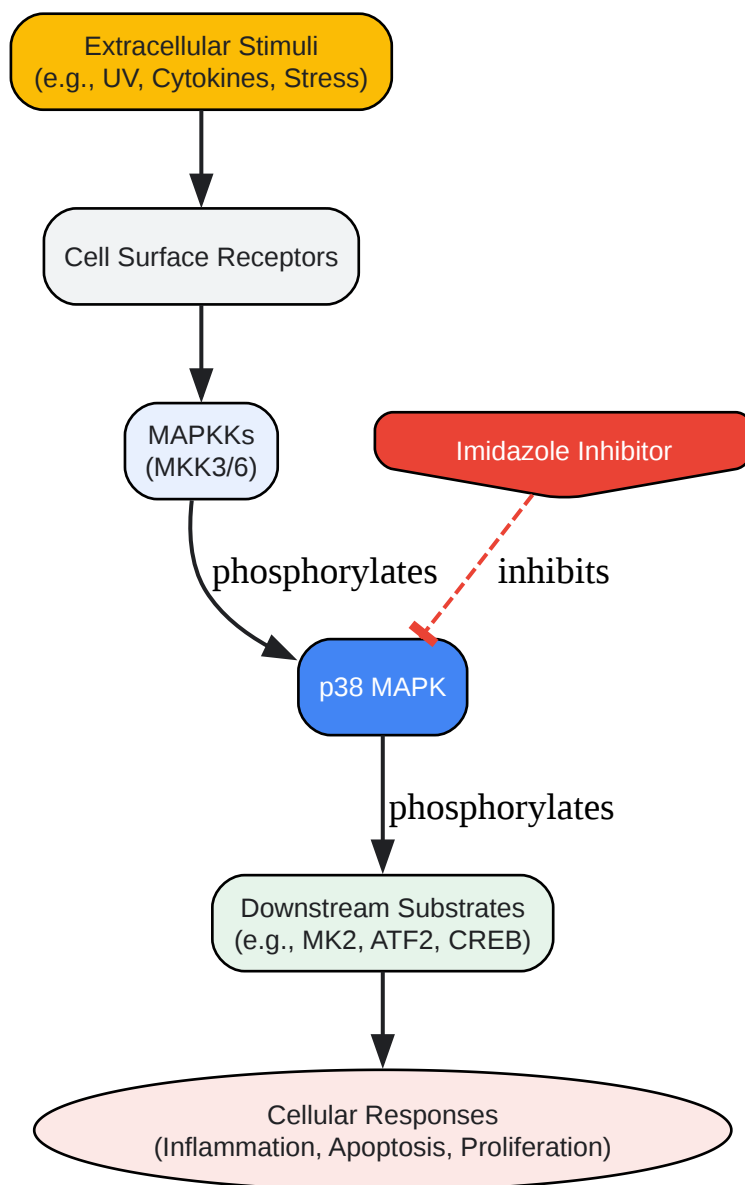 Extracellular Stimuli
(e.g., UV, Cytokines, Stress)
Cell Surface Receptors
MAPKKs
(MKK3/6)
Imidazole Inhibitor
phosphorylates
inhibits
p38 MAPK
phosphorylates
Downstream Substrates
(e.g., MK2, ATF2, CREB)
Cellular Responses
(Inflammation, Apoptosis, Proliferation)